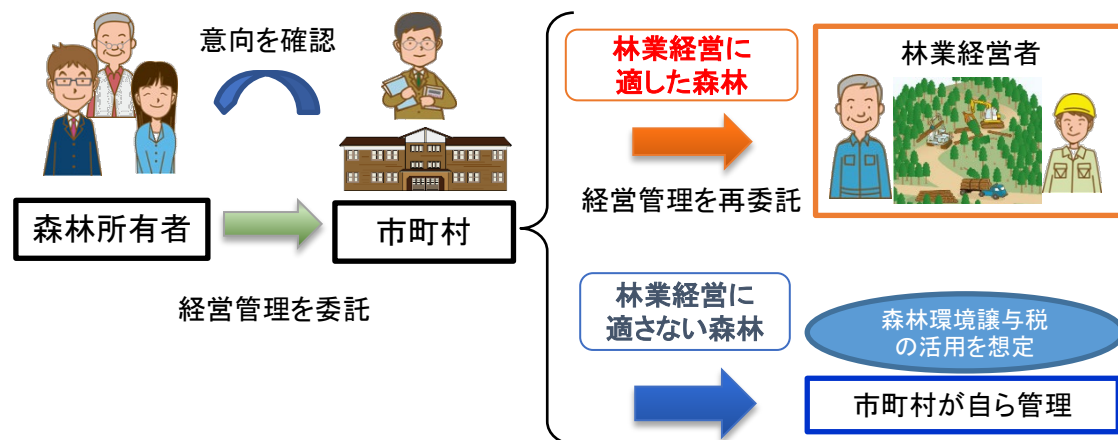 意向を確認
森林所有者
市町村
経営管理を委託
林業経営に
適した森林
経営管理を再委託
林業経営者
林業経営に
適さない森林
森林環境譲与税
の活用を想定
市町村が自ら管理